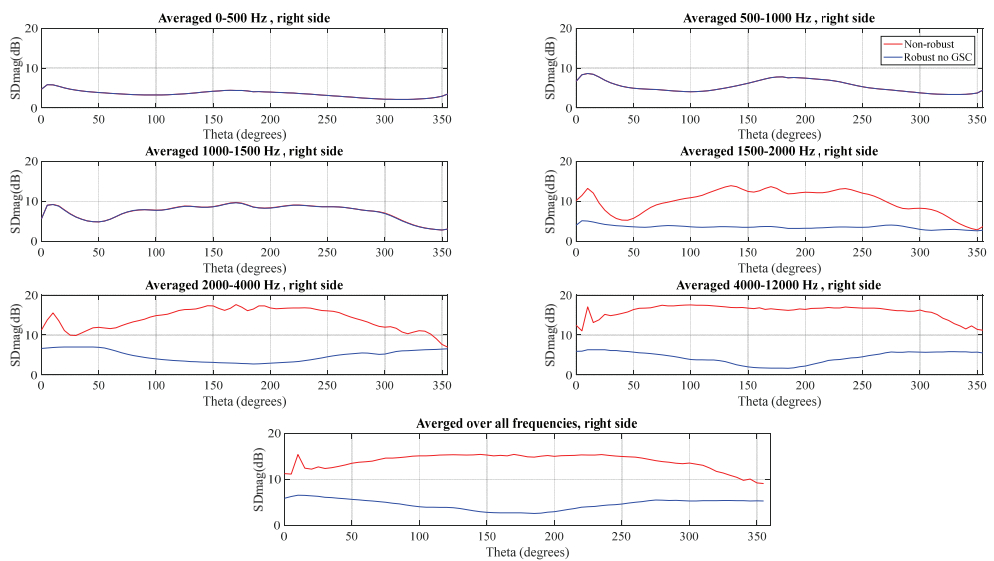 Averaged 0-500 Hz , right side
SDmag(dB)
20
10
0
0 50 100 150 200 250 300 350
Theta (degrees)
Averaged 500-1000 Hz , right side
SDmag(dB)
20
10
0
Non-robust
Robust no GSC
0 50 100 150 200 250 300 350
Theta (degrees)
Averaged 1000-1500 Hz , right side
SDmag(dB)
20
10
0
0 50 100 150 200 250 300 350
Theta (degrees)
Averaged 1500-2000 Hz , right side
SDmag(dB)
20
10
0
0 50 100 150 200 250 300 350
Theta (degrees)
Averaged 2000-4000 Hz , right side
SDmag(dB)
20
10
0
0 50 100 150 200 250 300 350
Theta (degrees)
Averaged 4000-12000 Hz , right side
SDmag(dB)
20
10
0
0 50 100 150 200 250 300 350
Theta (degrees)
Averged over all frequencies, right side
SDmag(dB)
20
10
0
0 50 100 150 200 250 300 350
Theta (degrees)